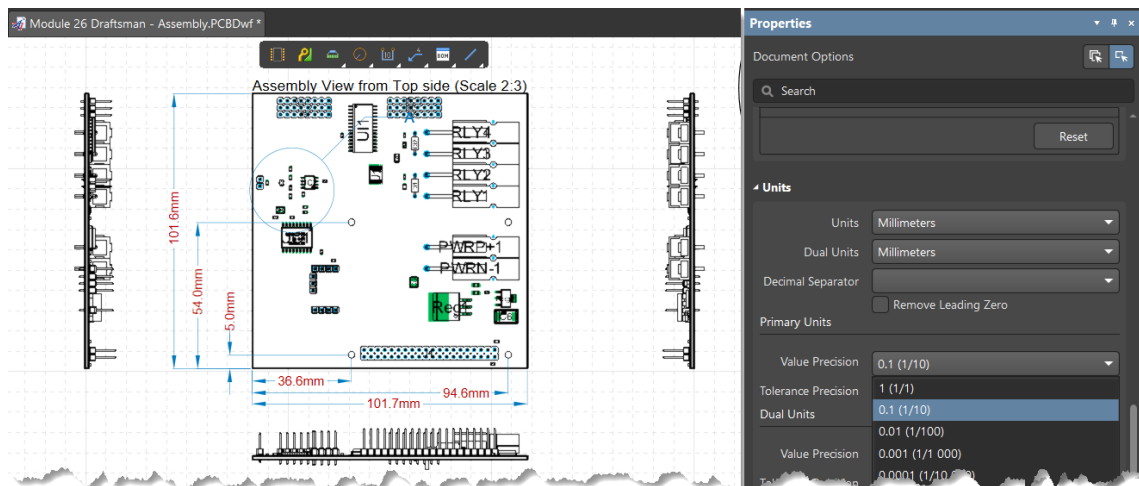 Module 26 Draftsman - Assembly.PCBDwf *
Assembly View from Top side (Scale 2:3)
A
UI1
RLY4
RLY3
RLY2
RLY1
PWRP+1
PWRN-1
101.6mm
54.0mm
5.0mm
36.6mm
94.6mm
101.7mm
Properties
Document Options
Search
Reset
Units
Units Millimeters
Dual Units Millimeters
Decimal Separator
Remove Leading Zero
Primary Units
Value Precision 0.1 (1/10)
Tolerance Precision
1 (1/1)
0.1 (1/10)
Dual Units
0.01 (1/100)
Value Precision
0.001 (1/1 000)